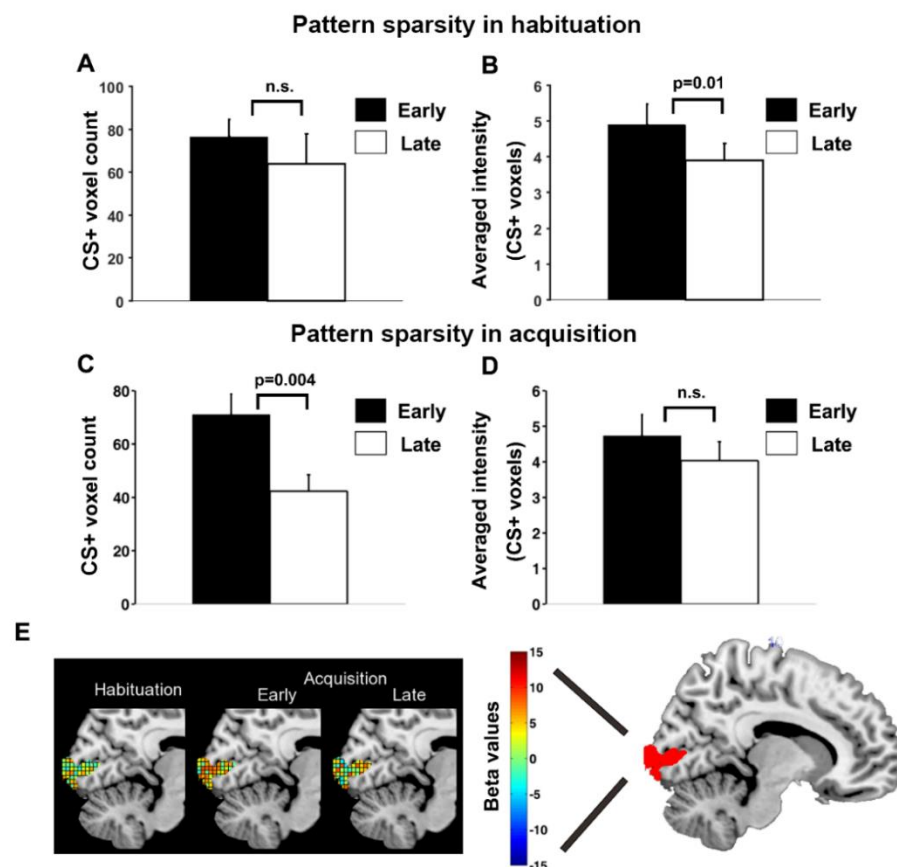 Pattern sparsity in habituation
A
CS+ voxel count
100
80
60
40
20
0
n.s.
Early
Late
B
Averaged intensity
(CS+ voxels)
6
5
4
3
2
1
0
p=0.01
Early
Late
Pattern sparsity in acquisition
C
CS+ voxel count
80
60
40
20
0
p=0.004
Early
Late
D
Averaged intensity
(CS+ voxels)
6
5
4
3
2
1
0
n.s.
Early
Late
E
Habituation
Acquisition
Early
Late
Beta values
15
10
5
0
-5
-10
-15